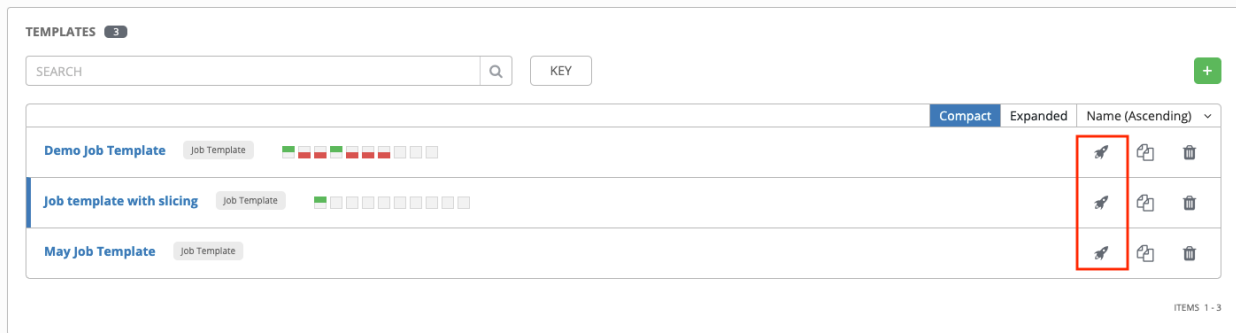 TEMPLATES 3
SEARCH KEY
Compact Expanded Name (Ascending)
Demo Job Template Job Template
Job template with slicing Job Template
May Job Template Job Template
ITEMS 1 - 3